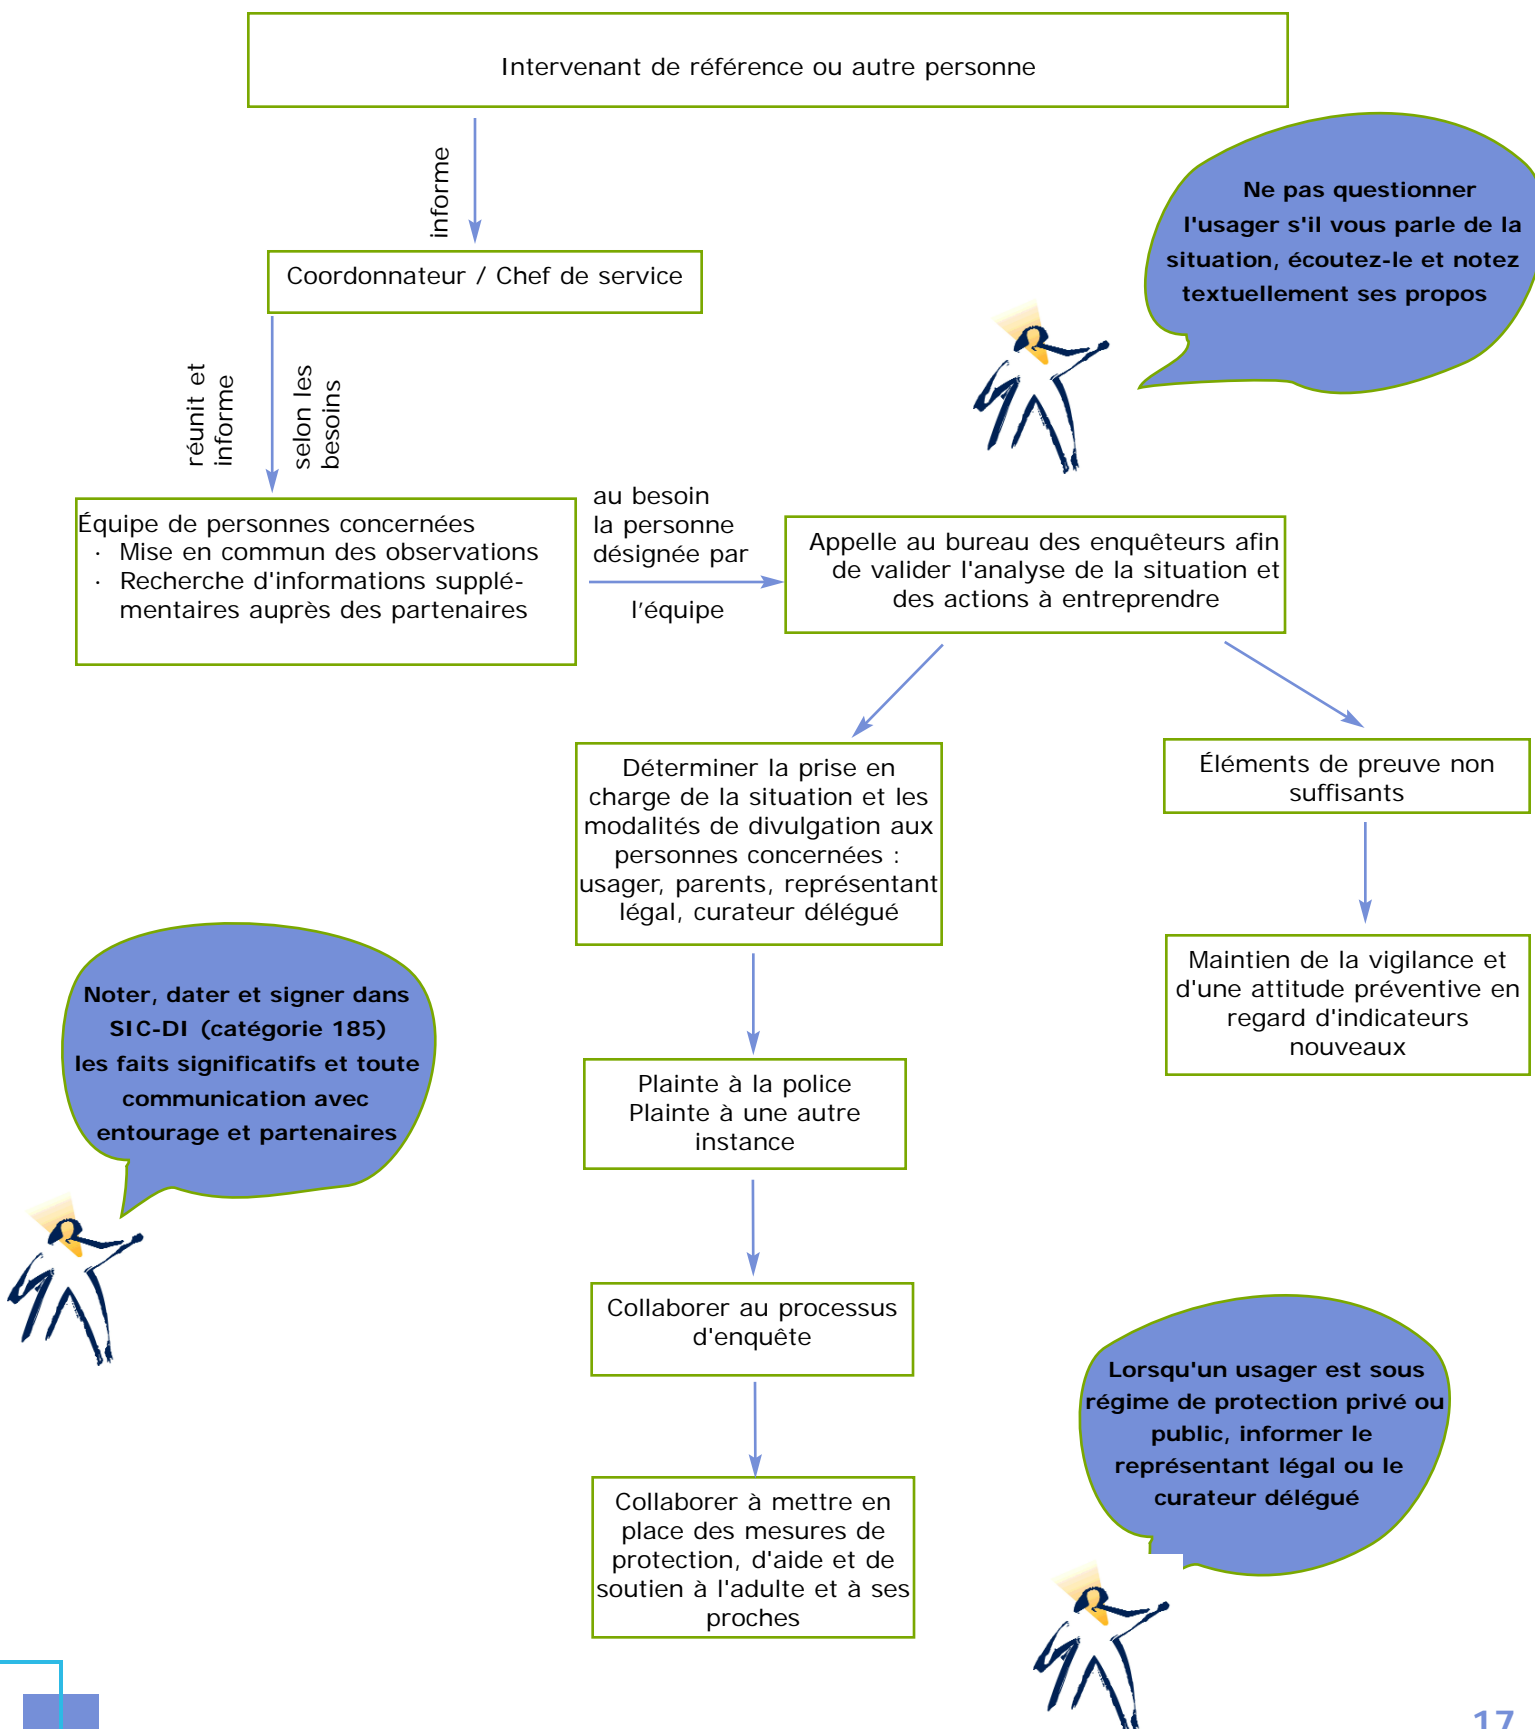 Intervenant de référence ou autre personne
informe
Ne pas questionner
l'usager s'il vous parle de la
situation, écoutez-le et notez
textuellement ses propos
Coordonnateur / Chef de service
réunit et
informe
selon les
besoins
Équipe de personnes concernées
· Mise en commun des observations
· Recherche d'informations supplé-
mentaires auprès des partenaires
au besoin
la personne
désignée par
l'équipe
Appelle au bureau des enquêteurs afin
de valider l'analyse de la situation et
des actions à entreprendre
Déterminer la prise en
charge de la situation et les
modalités de divulgation aux
personnes concernées :
usager, parents, représentant
légal, curateur délégué
Éléments de preuve non
suffisants
Maintien de la vigilance et
d'une attitude préventive en
regard d'indicateurs
nouveaux
Noter, dater et signer dans
SIC-DI (catégorie 185)
les faits significatifs et toute
communication avec
entourage et partenaires
Plainte à la police
Plainte à une autre
instance
Collaborer au processus
d'enquête
Lorsqu'un usager est sous
régime de protection privé ou
public, informer le
représentant légal ou le
curateur délégué
Collaborer à mettre en
place des mesures de
protection, d'aide et de
soutien à l'adulte et à ses
proches
17